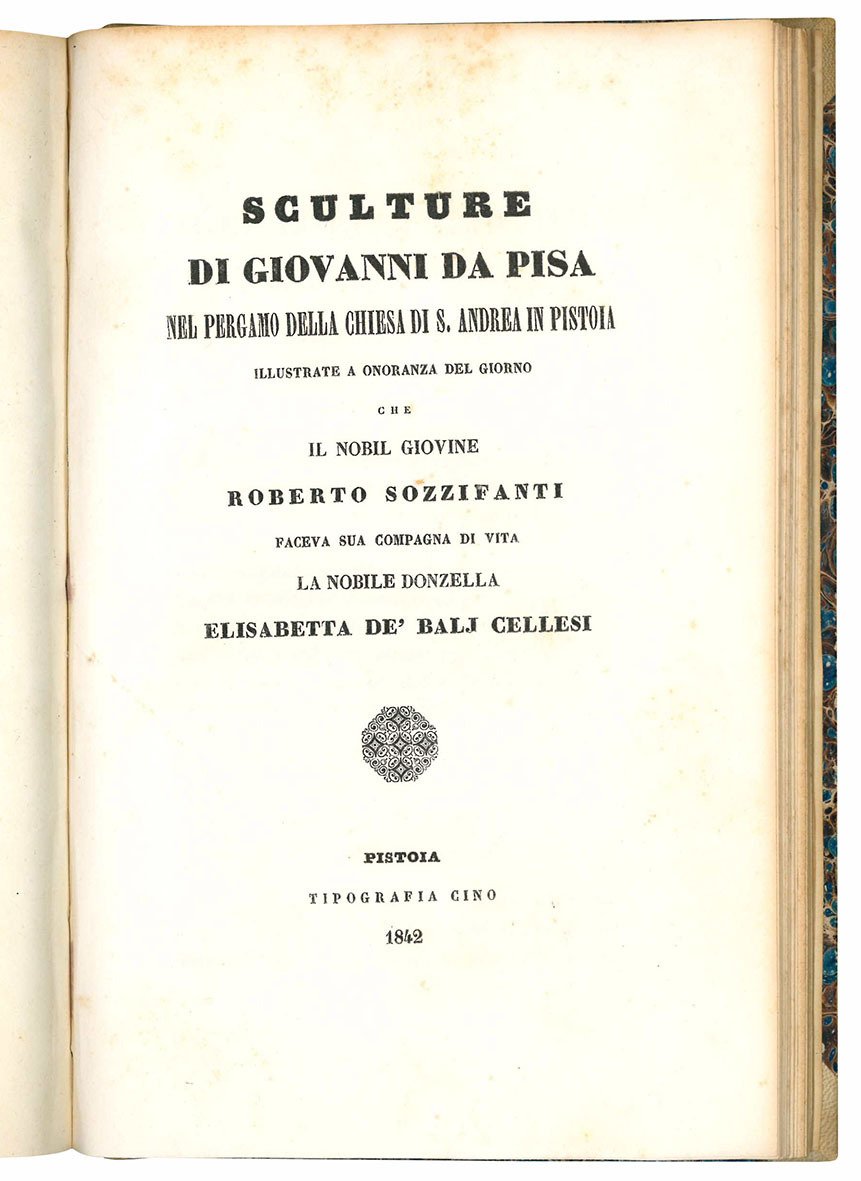 SCULTURE
DI GIOVANNI DA PISA
NEL PERGAMO DELLA CHIESA DI S. ANDREA IN PISTOIA
ILLUSTRATE A ONORANZA DEL GIORNO
CHE
IL NOBIL GIOVINE
ROBERTO SOZZIFANTI
FACEVA SUA COMPAGNA DI VITA
LA NOBILE DONZELLA
ELISABETTA DE' BALJ CELLESI
PISTOIA
TIPOGRAFIA CINO
1842